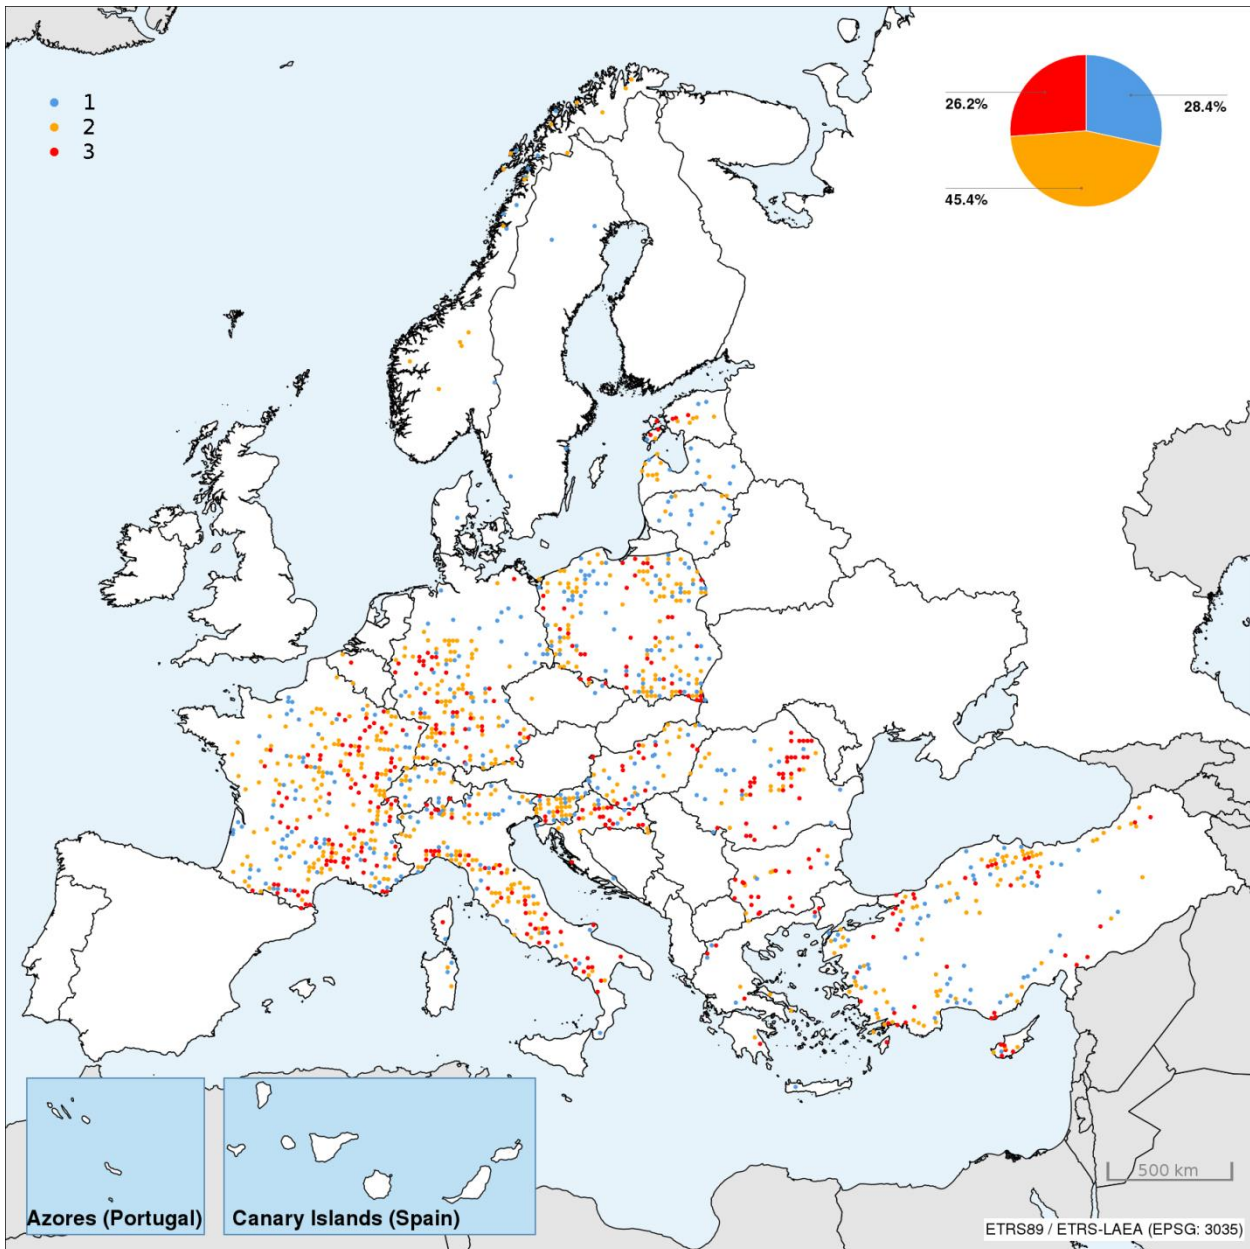 1
2
3
26.2%
28.4%
45.4%
500 km
Azores (Portugal)
Canary Islands (Spain)
ETRS89 / ETRS-LAEA (EPSG: 3035)